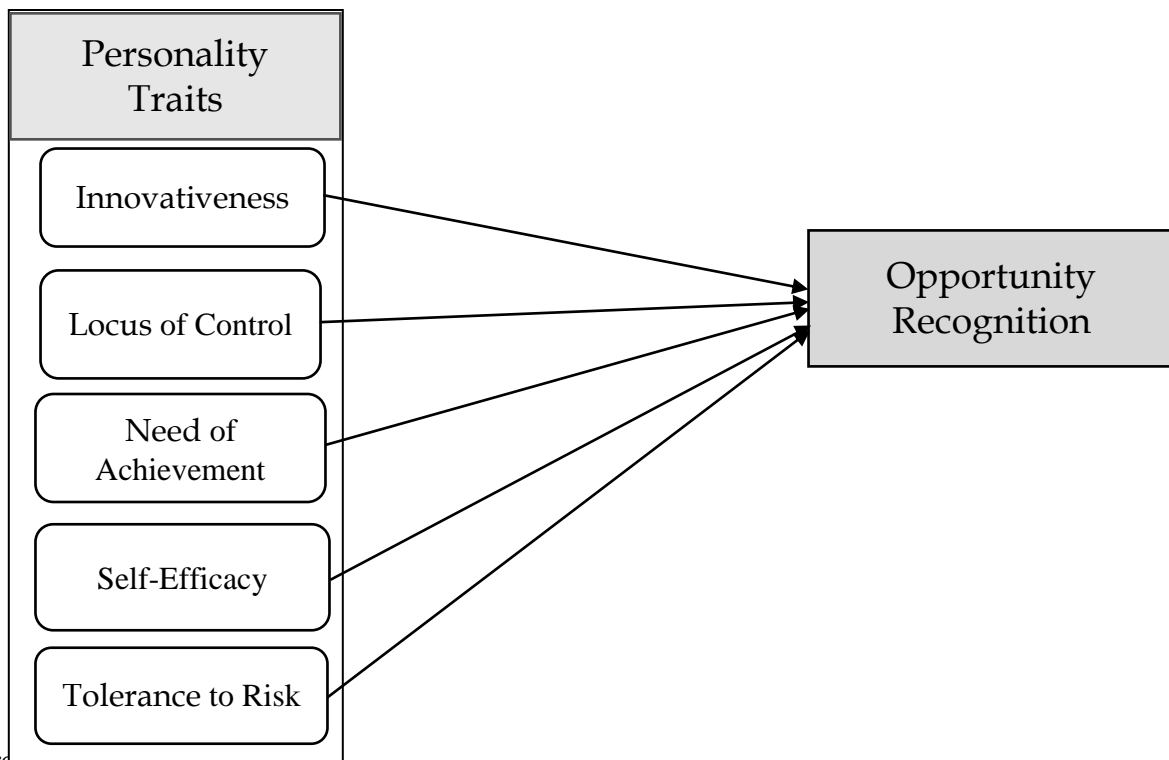 Personality
Traits
Innovativeness
Locus of Control
Need of
Achievement
Self-Efficacy
Tolerance to Risk
Opportunity
Recognition